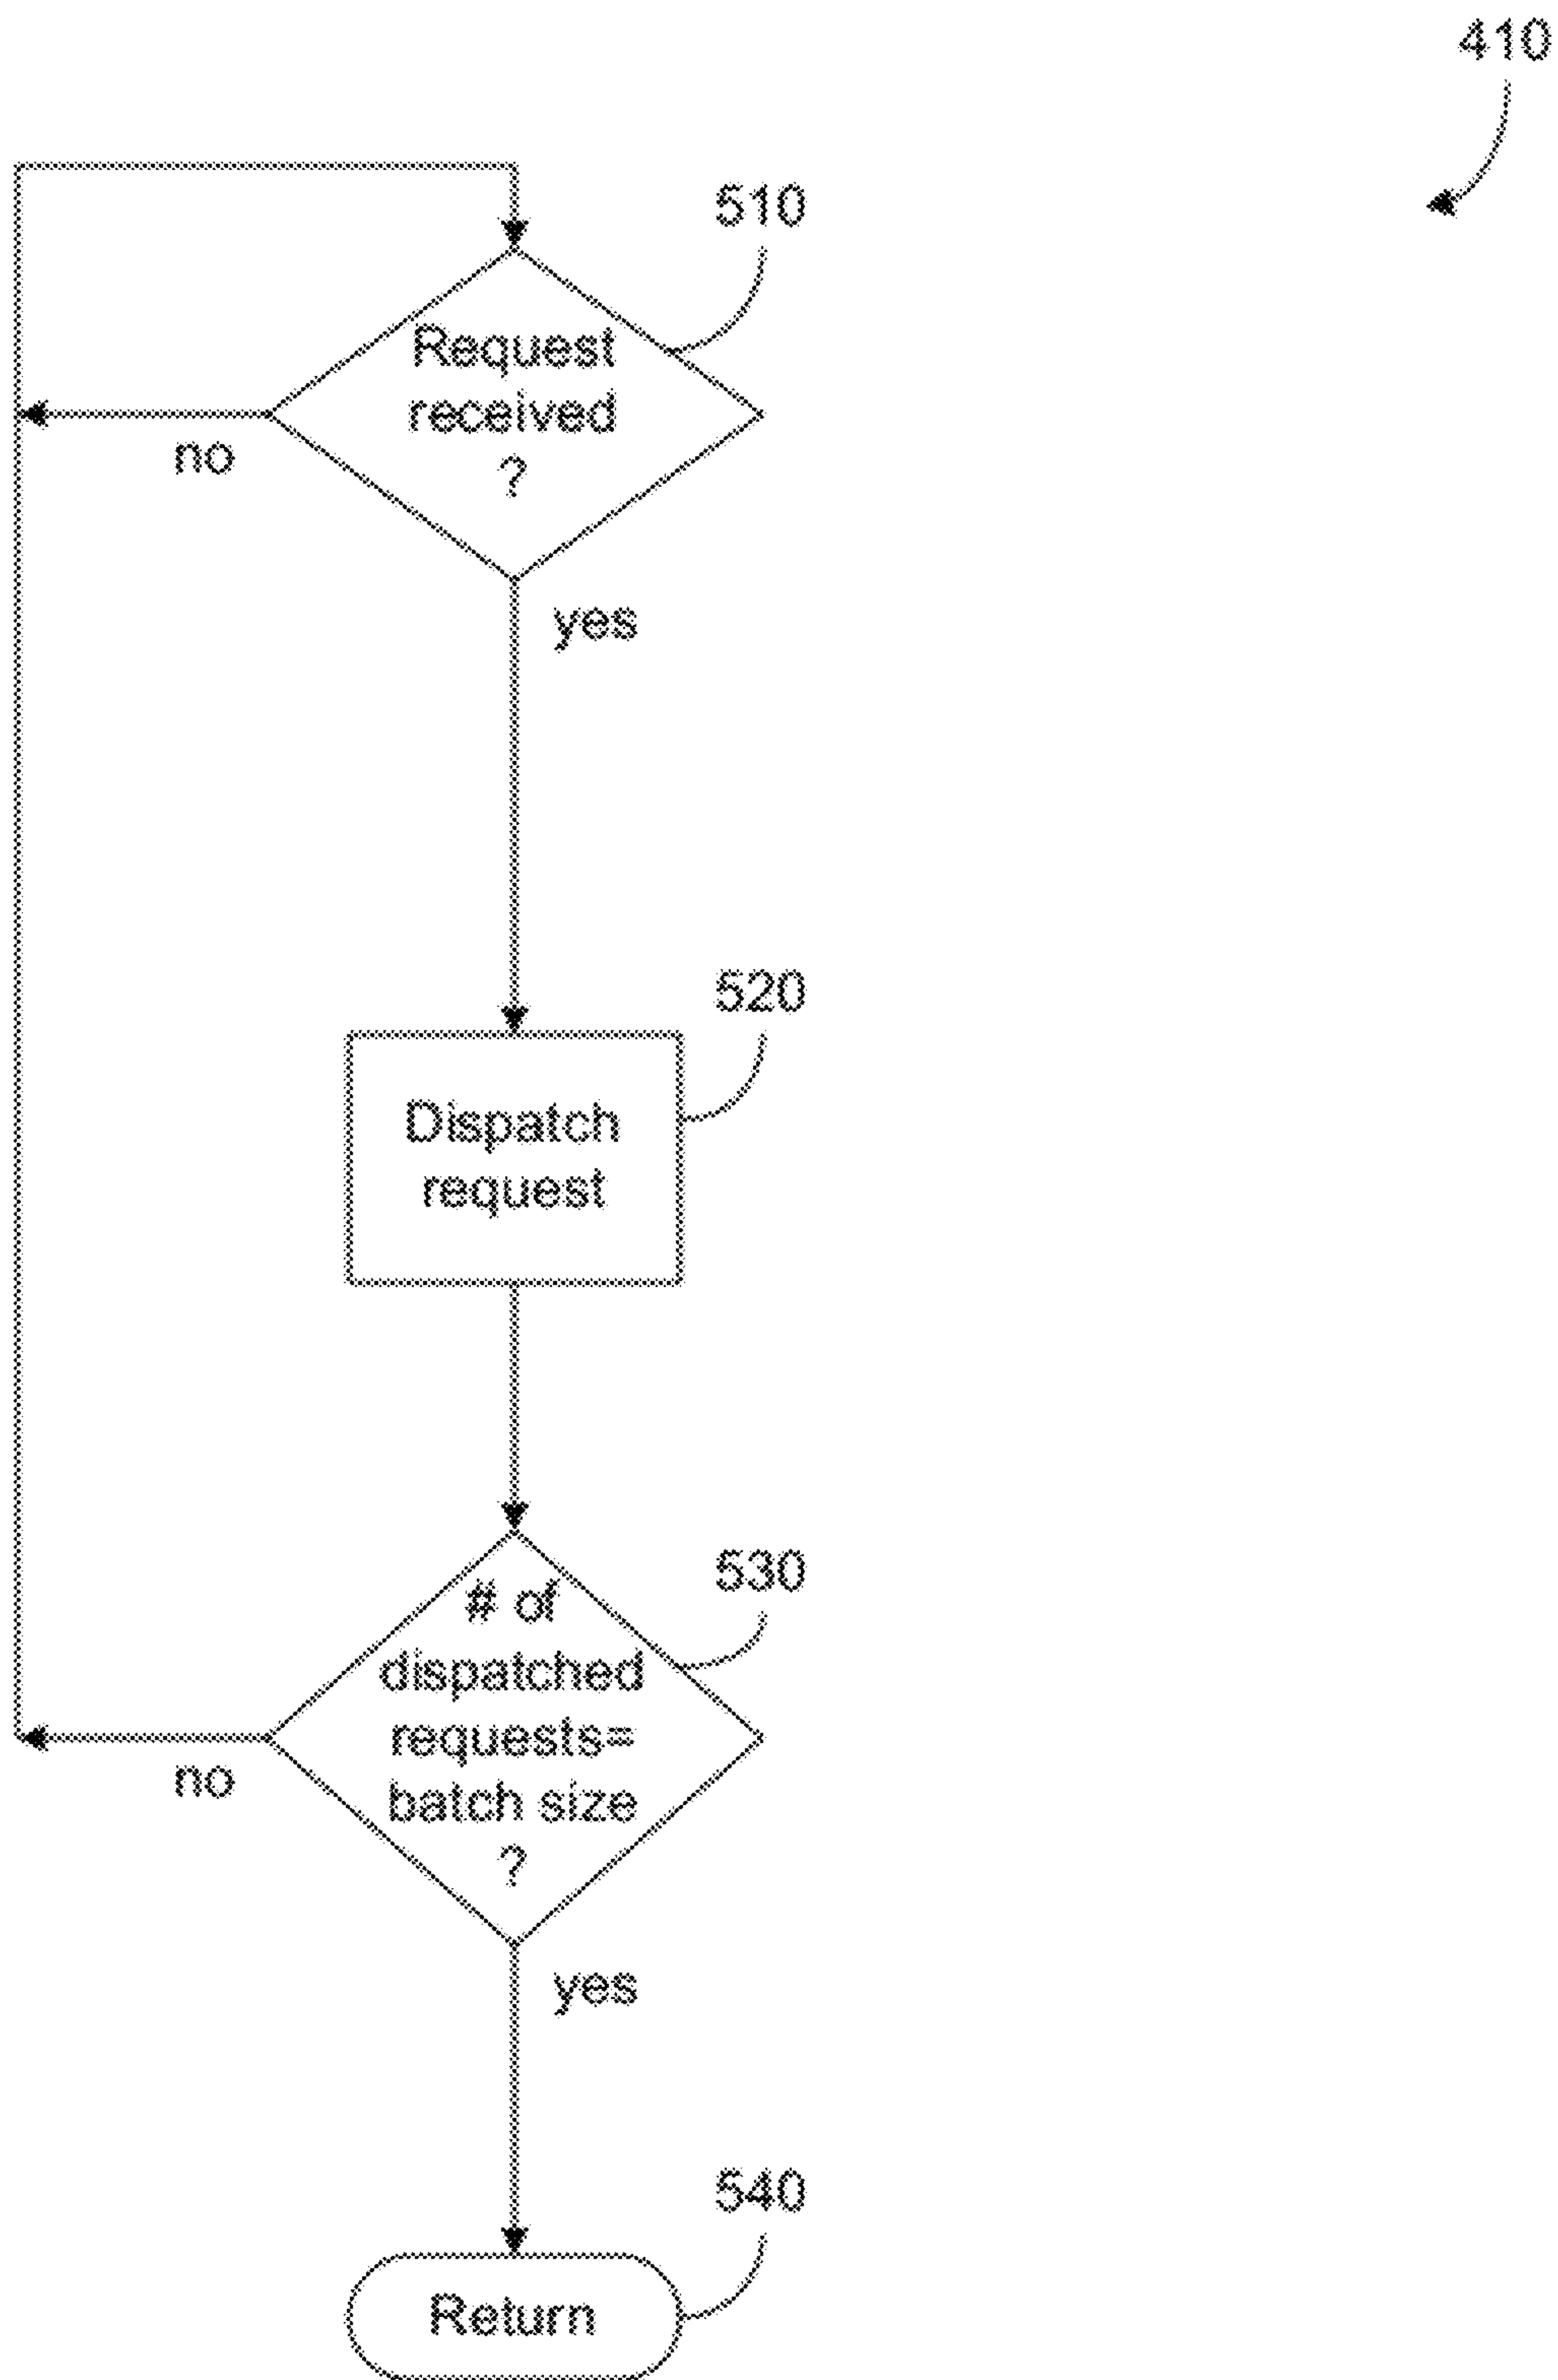 410
510
Request
received
?
no
yes
520
Dispatch
request
530
# of
dispatched
requests=
batch size
?
no
yes
540
Return